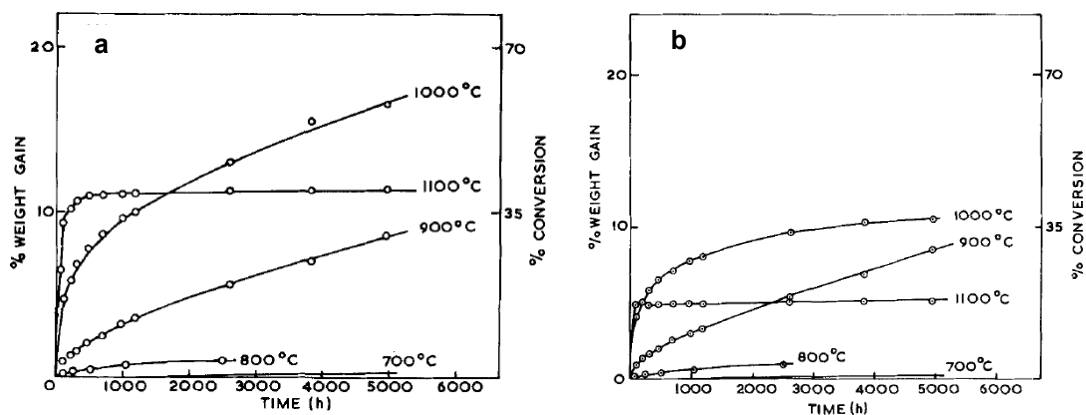 a
20
70
1000°C
1100°C
10
35
900°C
800°C
700°C
0
0 1000 2000 3000 4000 5000 6000
TIME (h)
% WEIGHT GAIN
% CONVERSION
b
20
70
10
35
1000°C
900°C
1100°C
800°C
700°C
0
1000 2000 3000 4000 5000 6000
TIME (h)
% WEIGHT GAIN
% CONVERSION